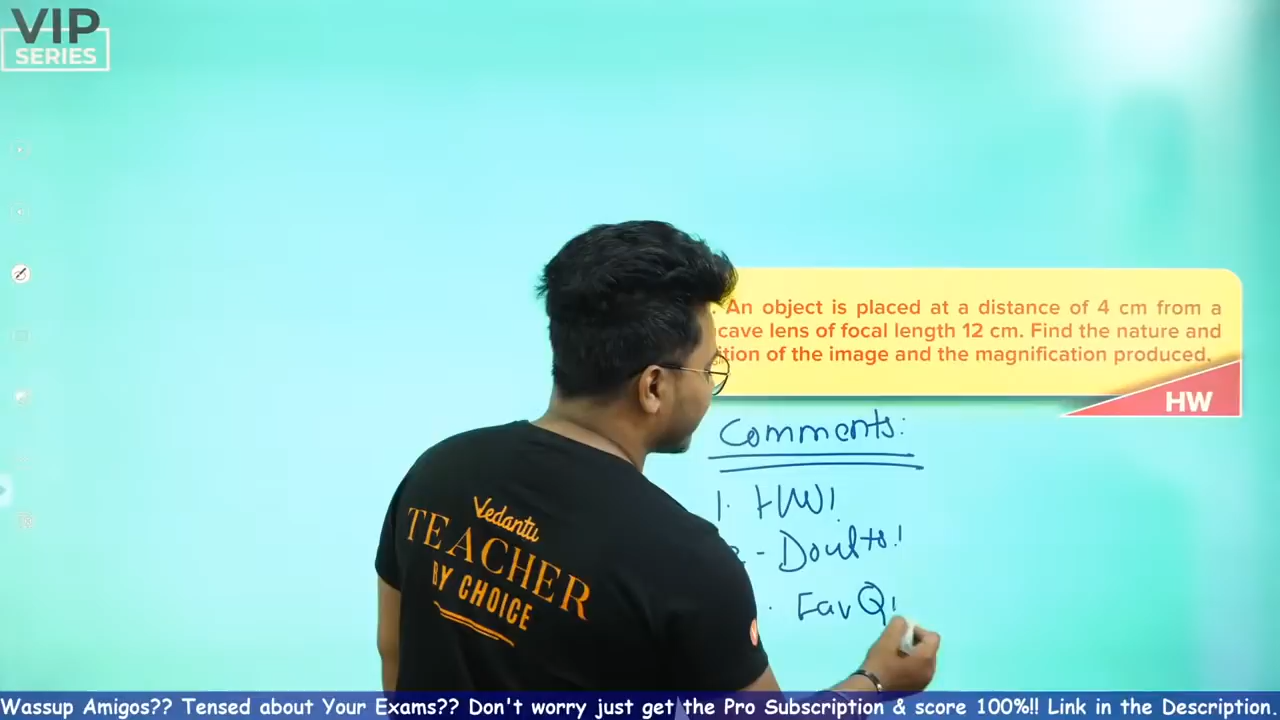 VIP
SERIES
. An object is placed at a distance of 4 cm from a
cave lens of focal length 12 cm. Find the nature and
tion of the image and the magnification produced.
HW
Comments:
1. HW!
- Doubts!
. Fav Q!
Vedantu
TEACHER
BY CHOICE
Wassup Amigos?? Tensed about Your Exams?? Don't worry just get the Pro Subscription & score 100%!! Link in the Description.